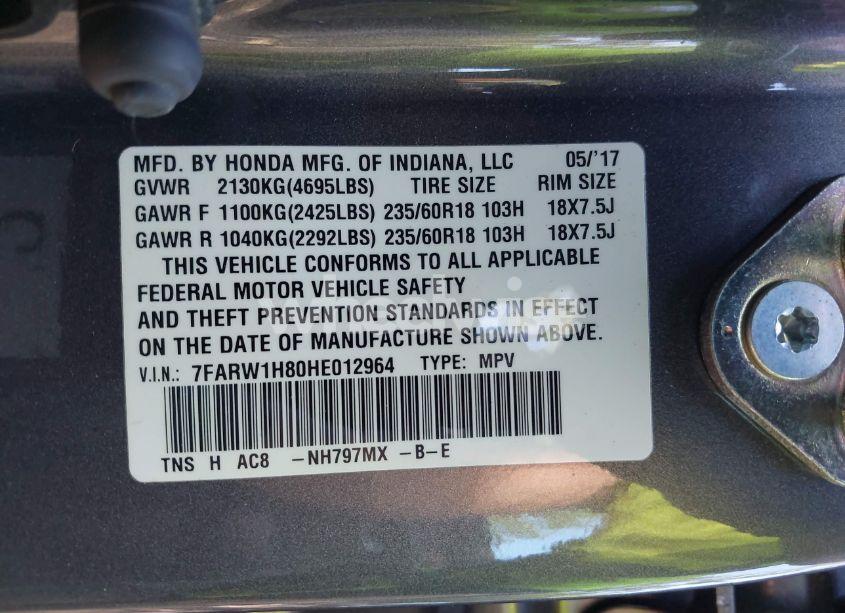 MFD. BY HONDA MFG. OF INDIANA, LLC 05/'17
GVWR 2130KG(4695LBS) TIRE SIZE RIM SIZE
GAWR F 1100KG(2425LBS) 235/60R18 103H 18X7.5J
GAWR R 1040KG(2292LBS) 235/60R18 103H 18X7.5J
THIS VEHICLE CONFORMS TO ALL APPLICABLE
FEDERAL MOTOR VEHICLE SAFETY
AND THEFT PREVENTION STANDARDS IN EFFECT
ON THE DATE OF MANUFACTURE SHOWN ABOVE.
V.I.N.: 7FARW1H80HE012964 TYPE: MPV
TNS H AC8 -NH797MX -B-E